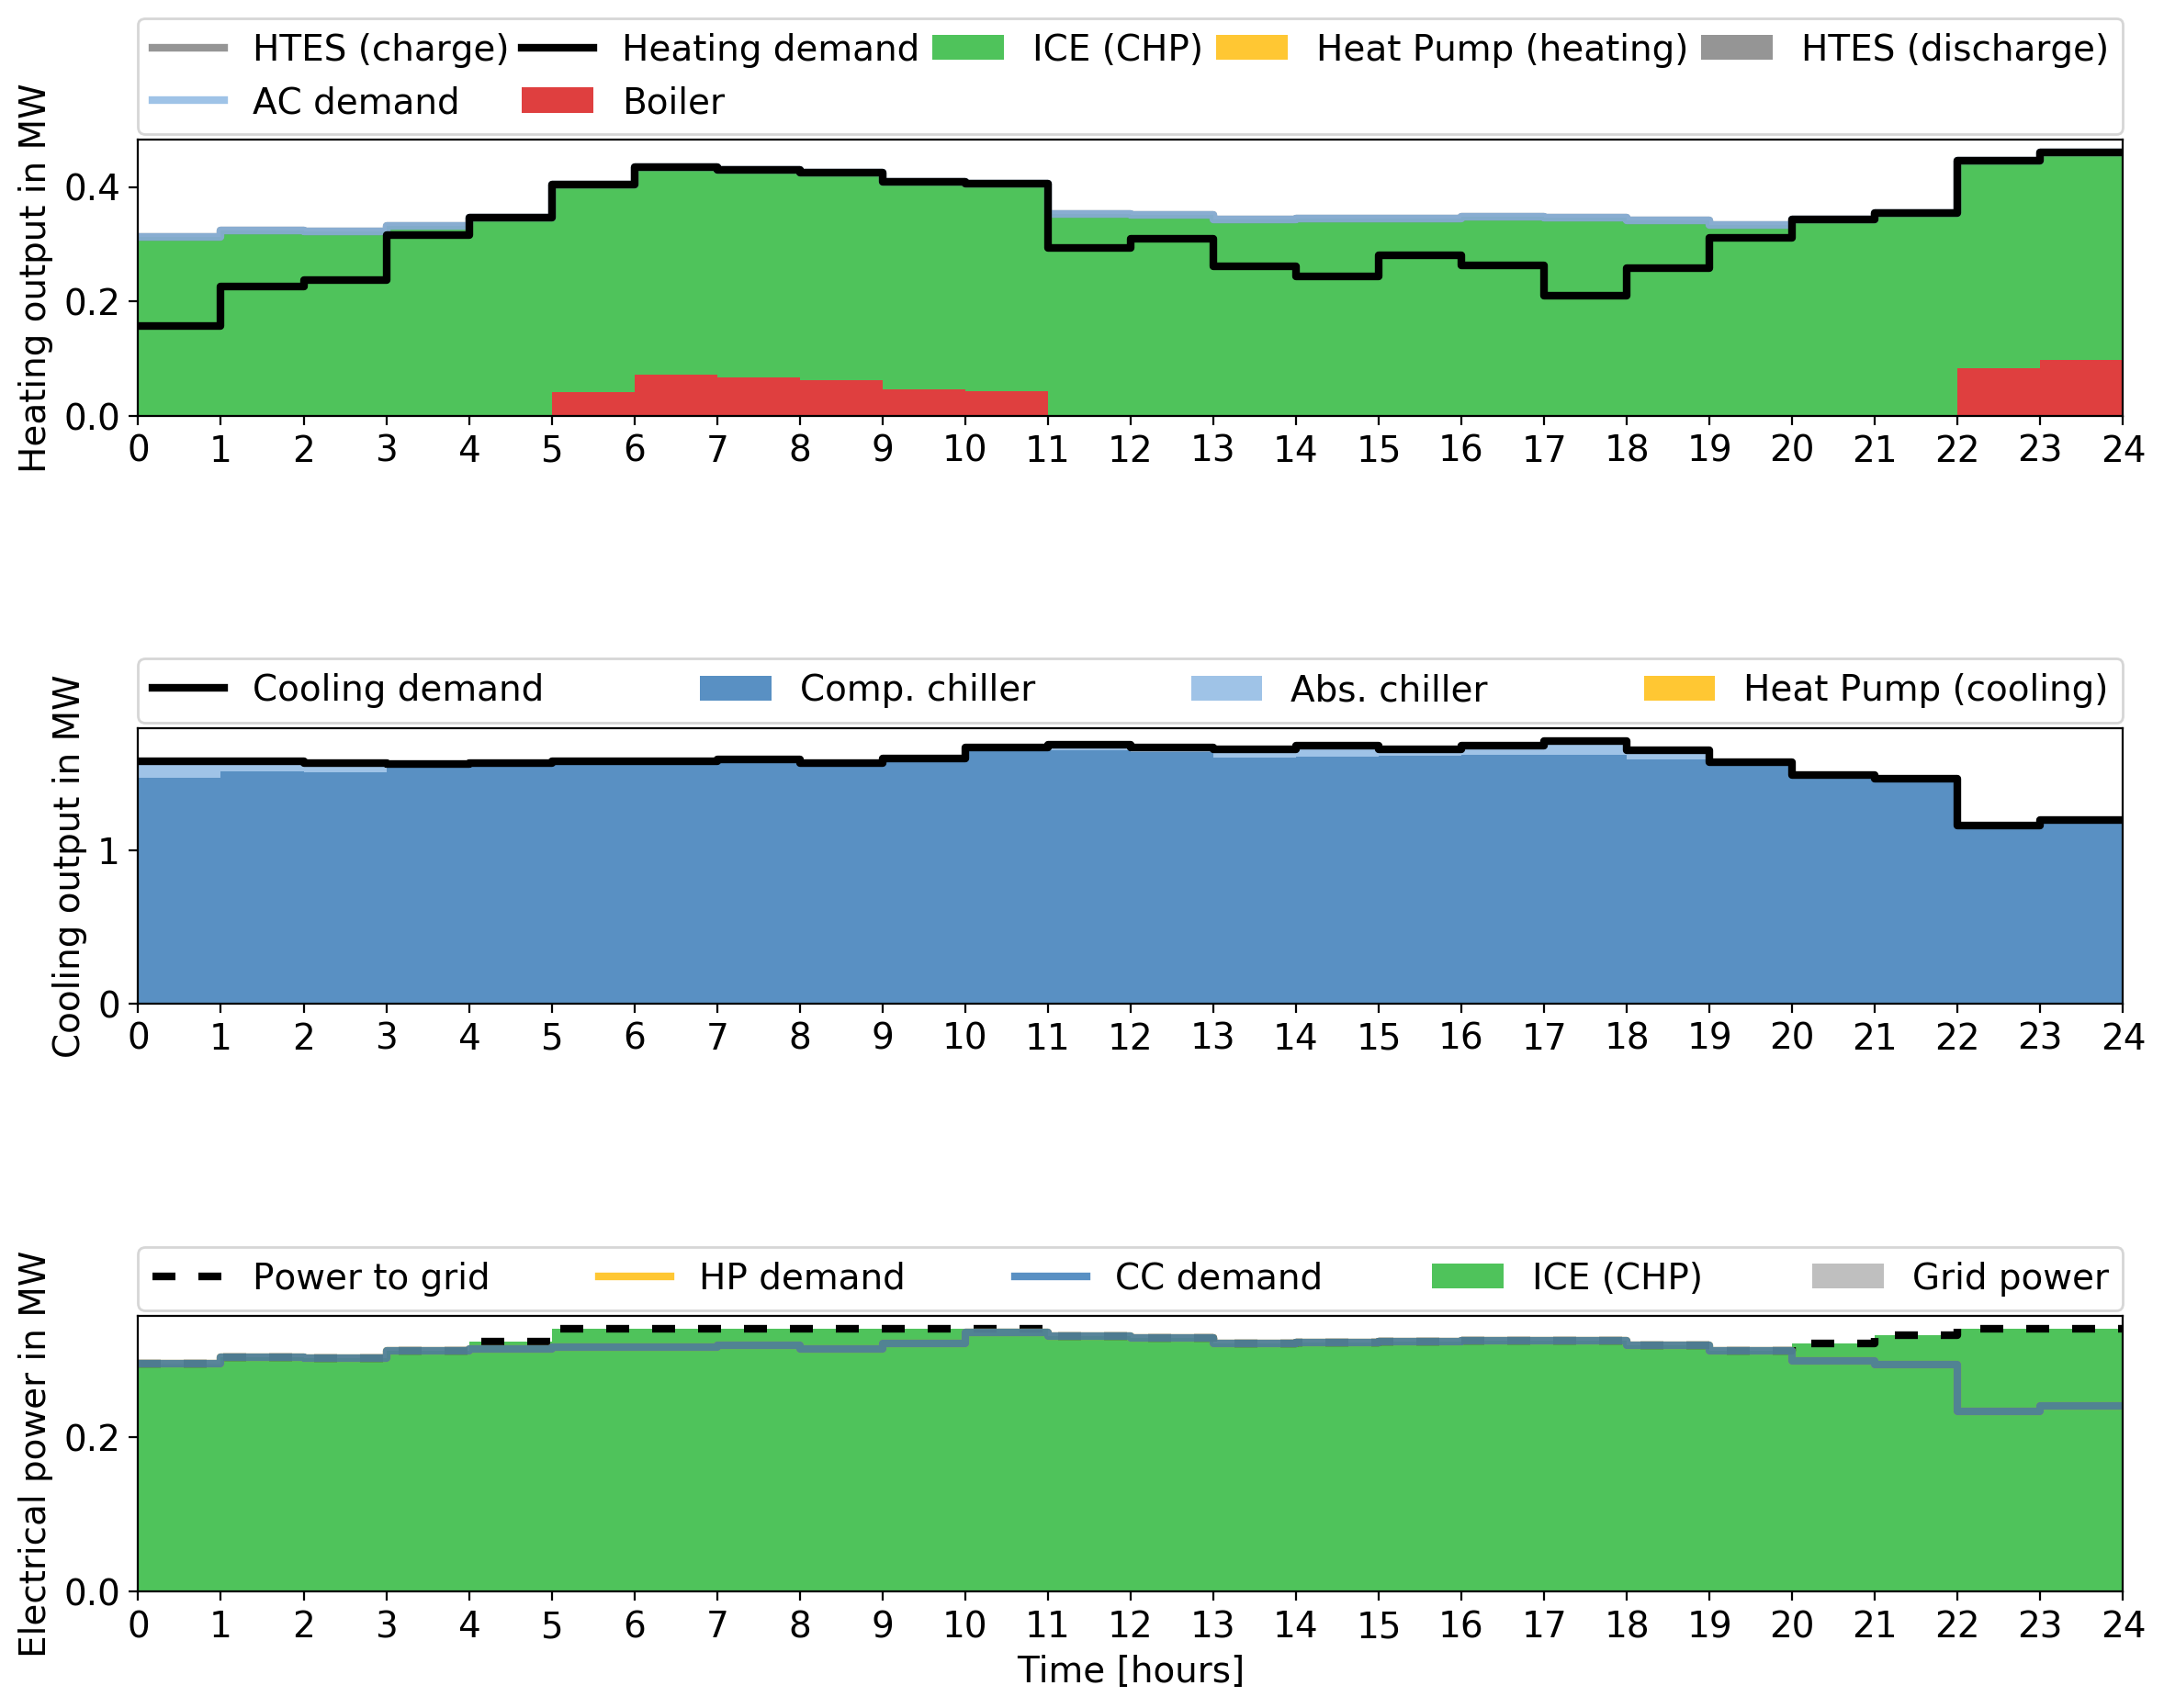 HTES (charge) Heating demand ICE (CHP) Heat Pump (heating) HTES (discharge)
AC demand Boiler
Heating output in MW
0.4
0.2
0.0
0 1 2 3 4 5 6 7 8 9 10 11 12 13 14 15 16 17 18 19 20 21 22 23 24
Cooling demand Comp. chiller Abs. chiller Heat Pump (cooling)
Cooling output in MW
1
0
0 1 2 3 4 5 6 7 8 9 10 11 12 13 14 15 16 17 18 19 20 21 22 23 24
Power to grid HP demand CC demand ICE (CHP) Grid power
Electrical power in MW
0.2
0.0
0 1 2 3 4 5 6 7 8 9 10 11 12 13 14 15 16 17 18 19 20 21 22 23 24
Time [hours]